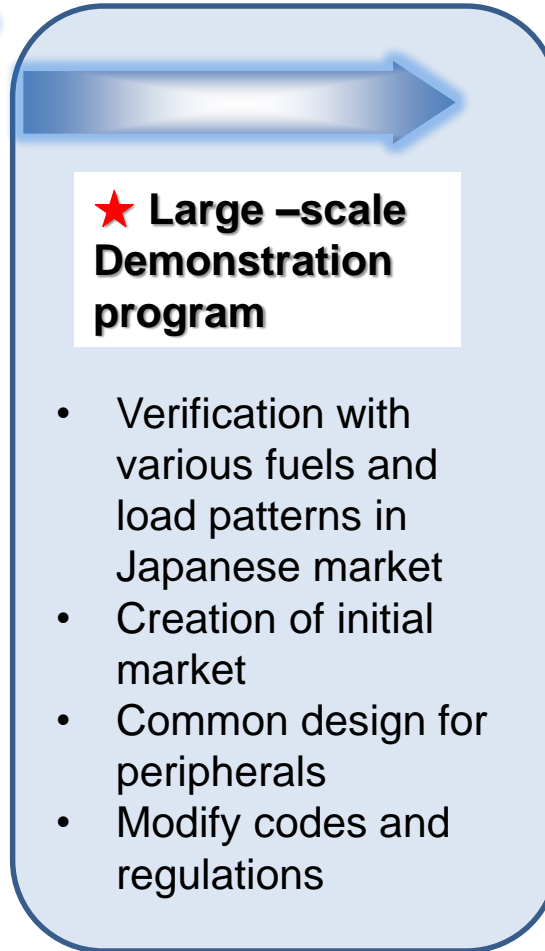 ★ Large –scale
Demonstration
program
• Verification with
various fuels and
load patterns in
Japanese market
• Creation of initial
market
• Common design for
peripherals
• Modify codes and
regulations